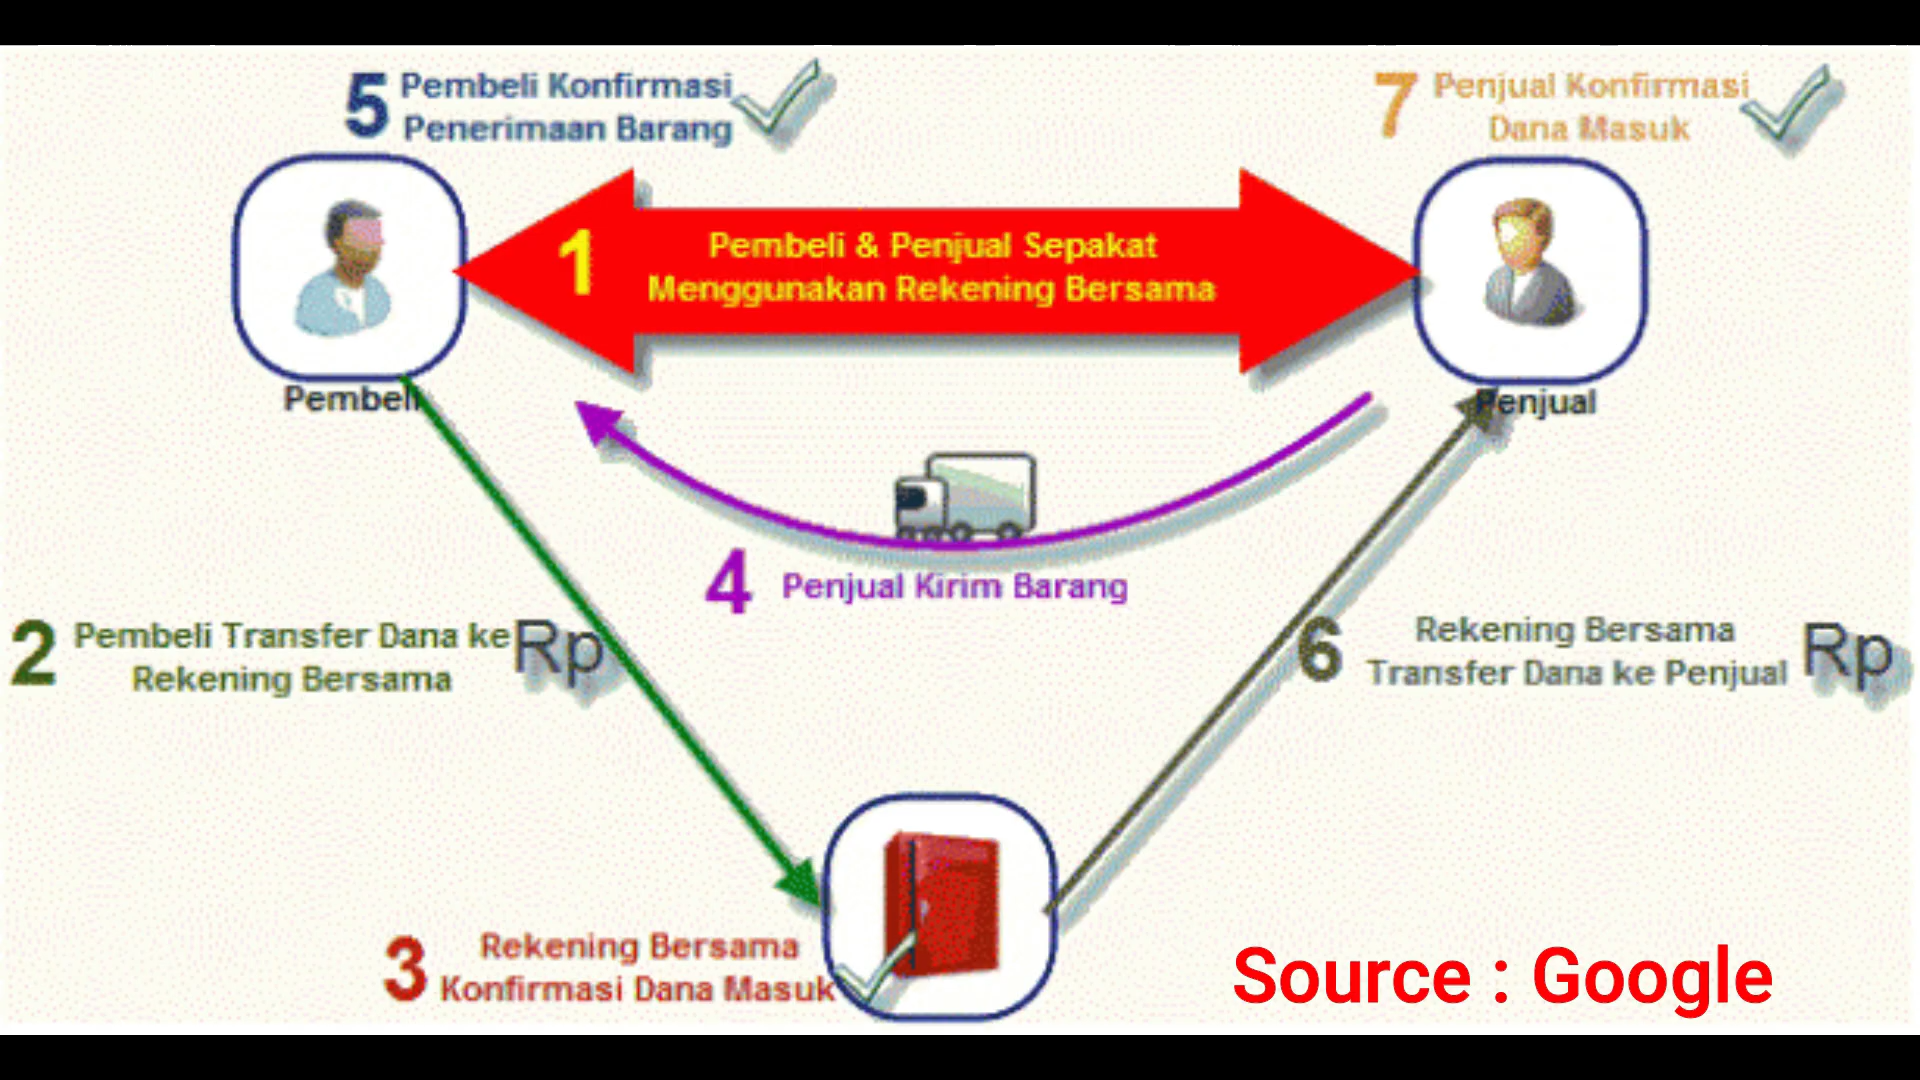 5 Pembeli Konfirmasi
Penerimaan Barang
7 Penjual Konfirmasi
Dana Masuk
1 Pembeli & Penjual Sepakat
Menggunakan Rekening Bersama
Pembeli
Penjual
4 Penjual Kirim Barang
2 Pembeli Transfer Dana ke Rp
Rekening Bersama
6 Rekening Bersama Rp
Transfer Dana ke Penjual
3 Rekening Bersama
Konfirmasi Dana Masuk
Source : Google